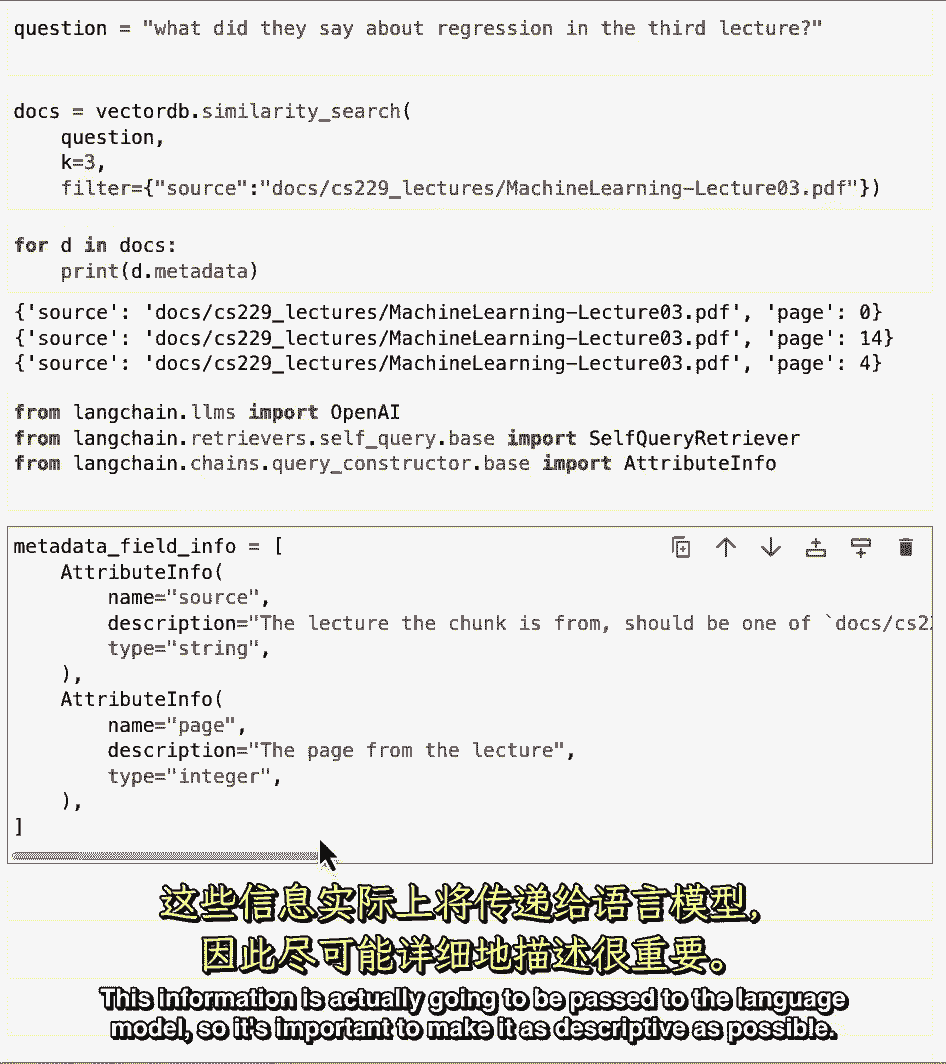 question = "what did they say about regression in the third lecture?"
docs = vectordb.similarity_search(
    question,
    k=3,
    filter={"source":"docs/cs229_lectures/MachineLearning-Lecture03.pdf"})
for d in docs:
    print(d.metadata)
{'source': 'docs/cs229_lectures/MachineLearning-Lecture03.pdf', 'page': 0}
{'source': 'docs/cs229_lectures/MachineLearning-Lecture03.pdf', 'page': 14}
{'source': 'docs/cs229_lectures/MachineLearning-Lecture03.pdf', 'page': 4}
from langchain.llms import OpenAI
from langchain.retrievers.self_query.base import SelfQueryRetriever
from langchain.chains.query_constructor.base import AttributeInfo
metadata_field_info = [
    AttributeInfo(
        name="source",
        description="The lecture the chunk is from, should be one of `docs/cs22
        type="string",
    ),
    AttributeInfo(
        name="page",
        description="The page from the lecture",
        type="integer",
    ),
]
这些信息实际上将传递给语言模型,
因此尽可能详细地描述很重要。
This information is actually going to be passed to the language
model, so it's important to make it as descriptive as possible.